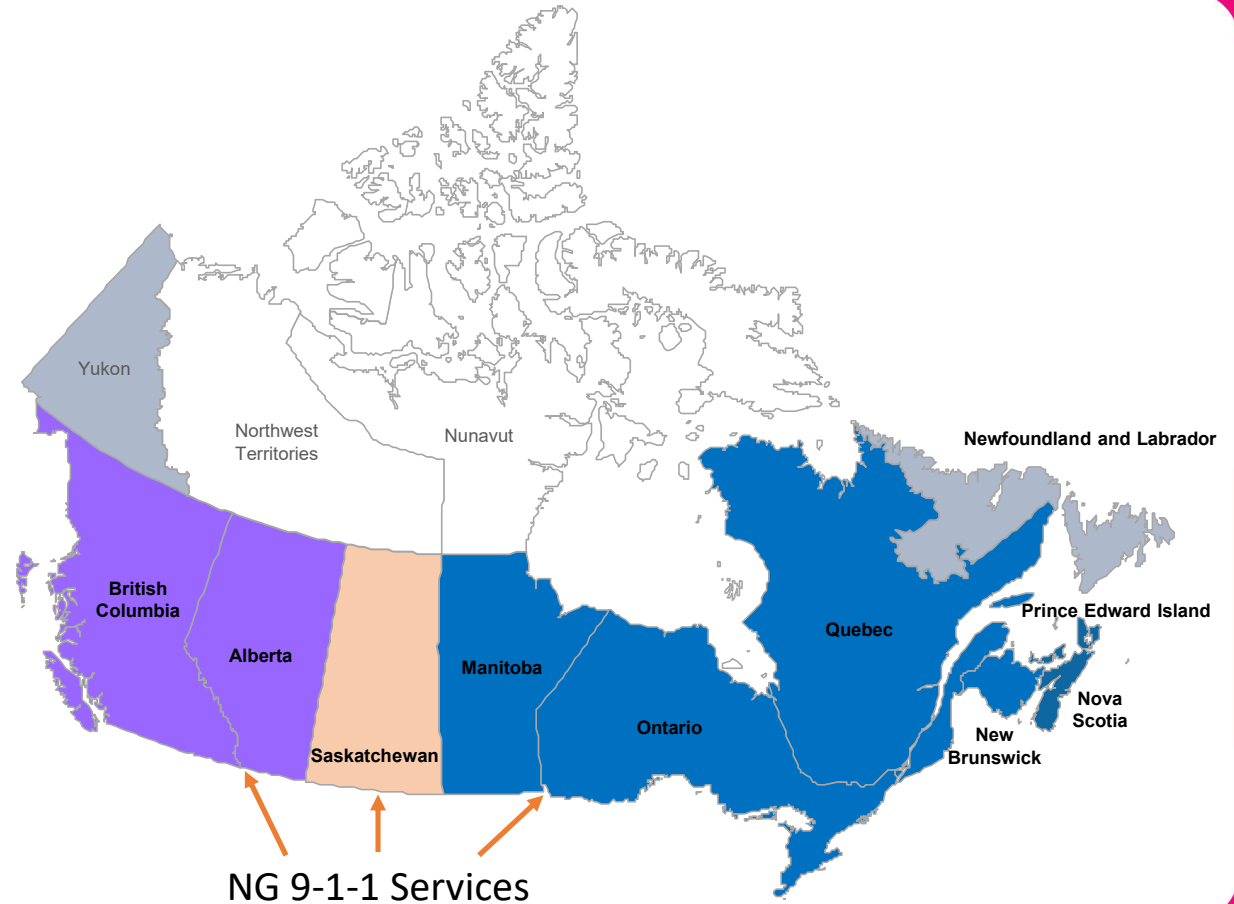 Yukon
Northwest
Territories
Nunavut
Newfoundland and Labrador
British
Columbia
Alberta
Saskatchewan
Manitoba
Ontario
Quebec
Prince Edward Island
Nova
Scotia
New
Brunswick
NG 9-1-1 Services